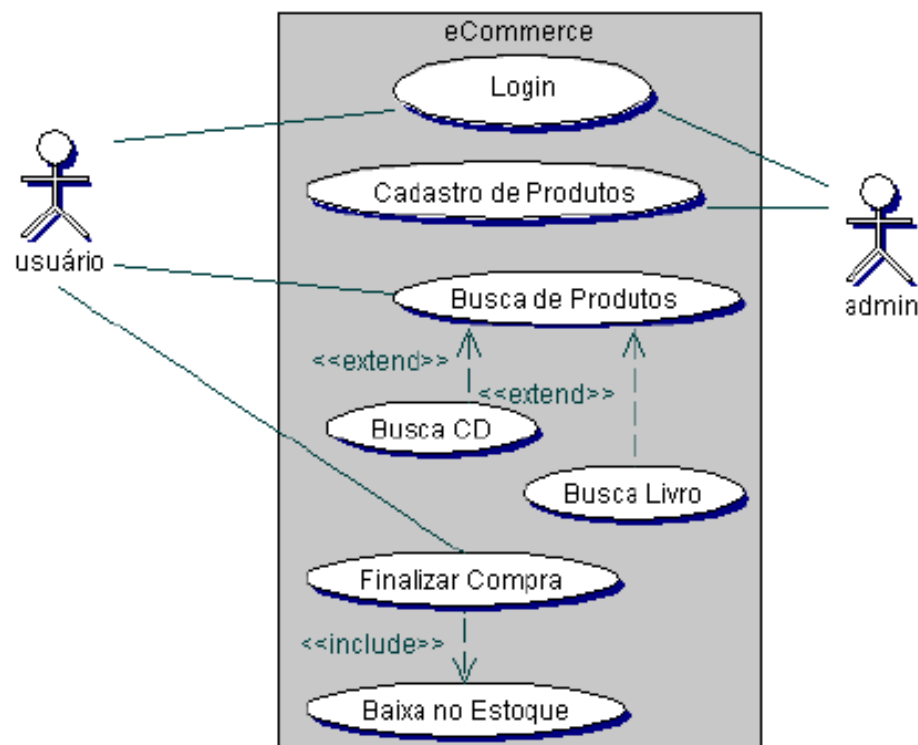 eCommerce
Login
Cadastro de Produtos
usuário
Busca de Produtos
admin
<<extend>>
<<extend>>
Busca CD
Busca Livro
Finalizar Compra
<<include>>
Baixa no Estoque